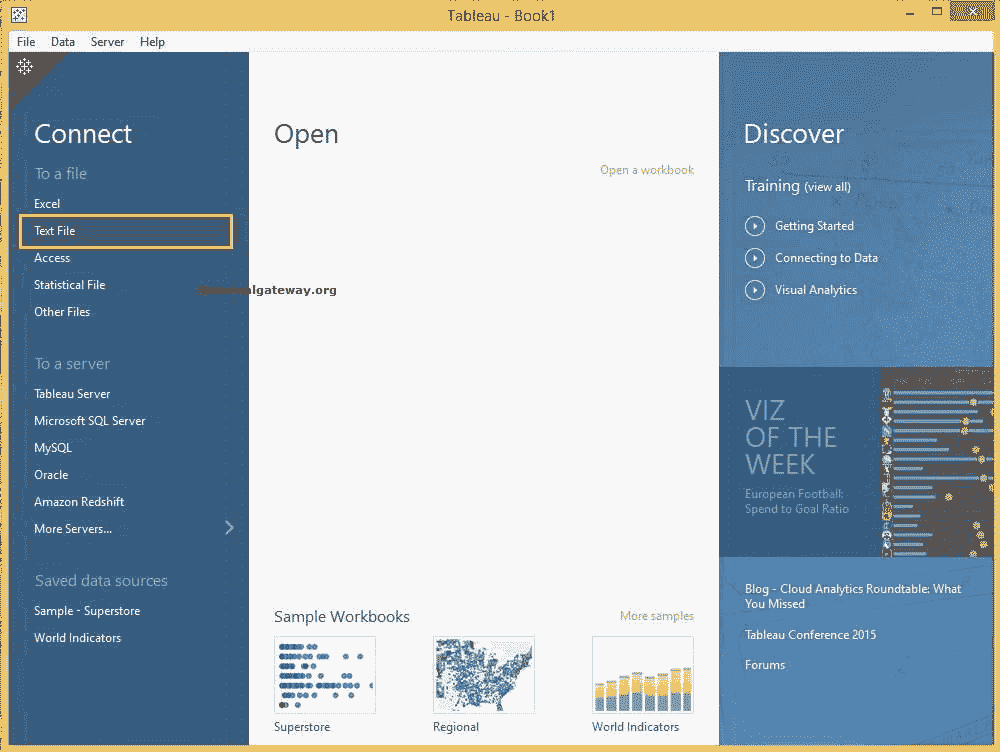 Tableau - Book1
File Data Server Help
Connect
To a file
Excel
Text File
Access
Statistical File
Other Files
To a server
Tableau Server
Microsoft SQL Server
MySQL
Oracle
Amazon Redshift
More Servers...
Saved data sources
Sample - Superstore
World Indicators
Open
Open a workbook
Sample Workbooks
More samples
Superstore
Regional
World Indicators
Discover
Training (view all)
Getting Started
Connecting to Data
Visual Analytics
VIZ
OF THE
WEEK
European Football:
Spend to Goal Ratio
Blog - Cloud Analytics Roundtable: What
You Missed
Tableau Conference 2015
Forums